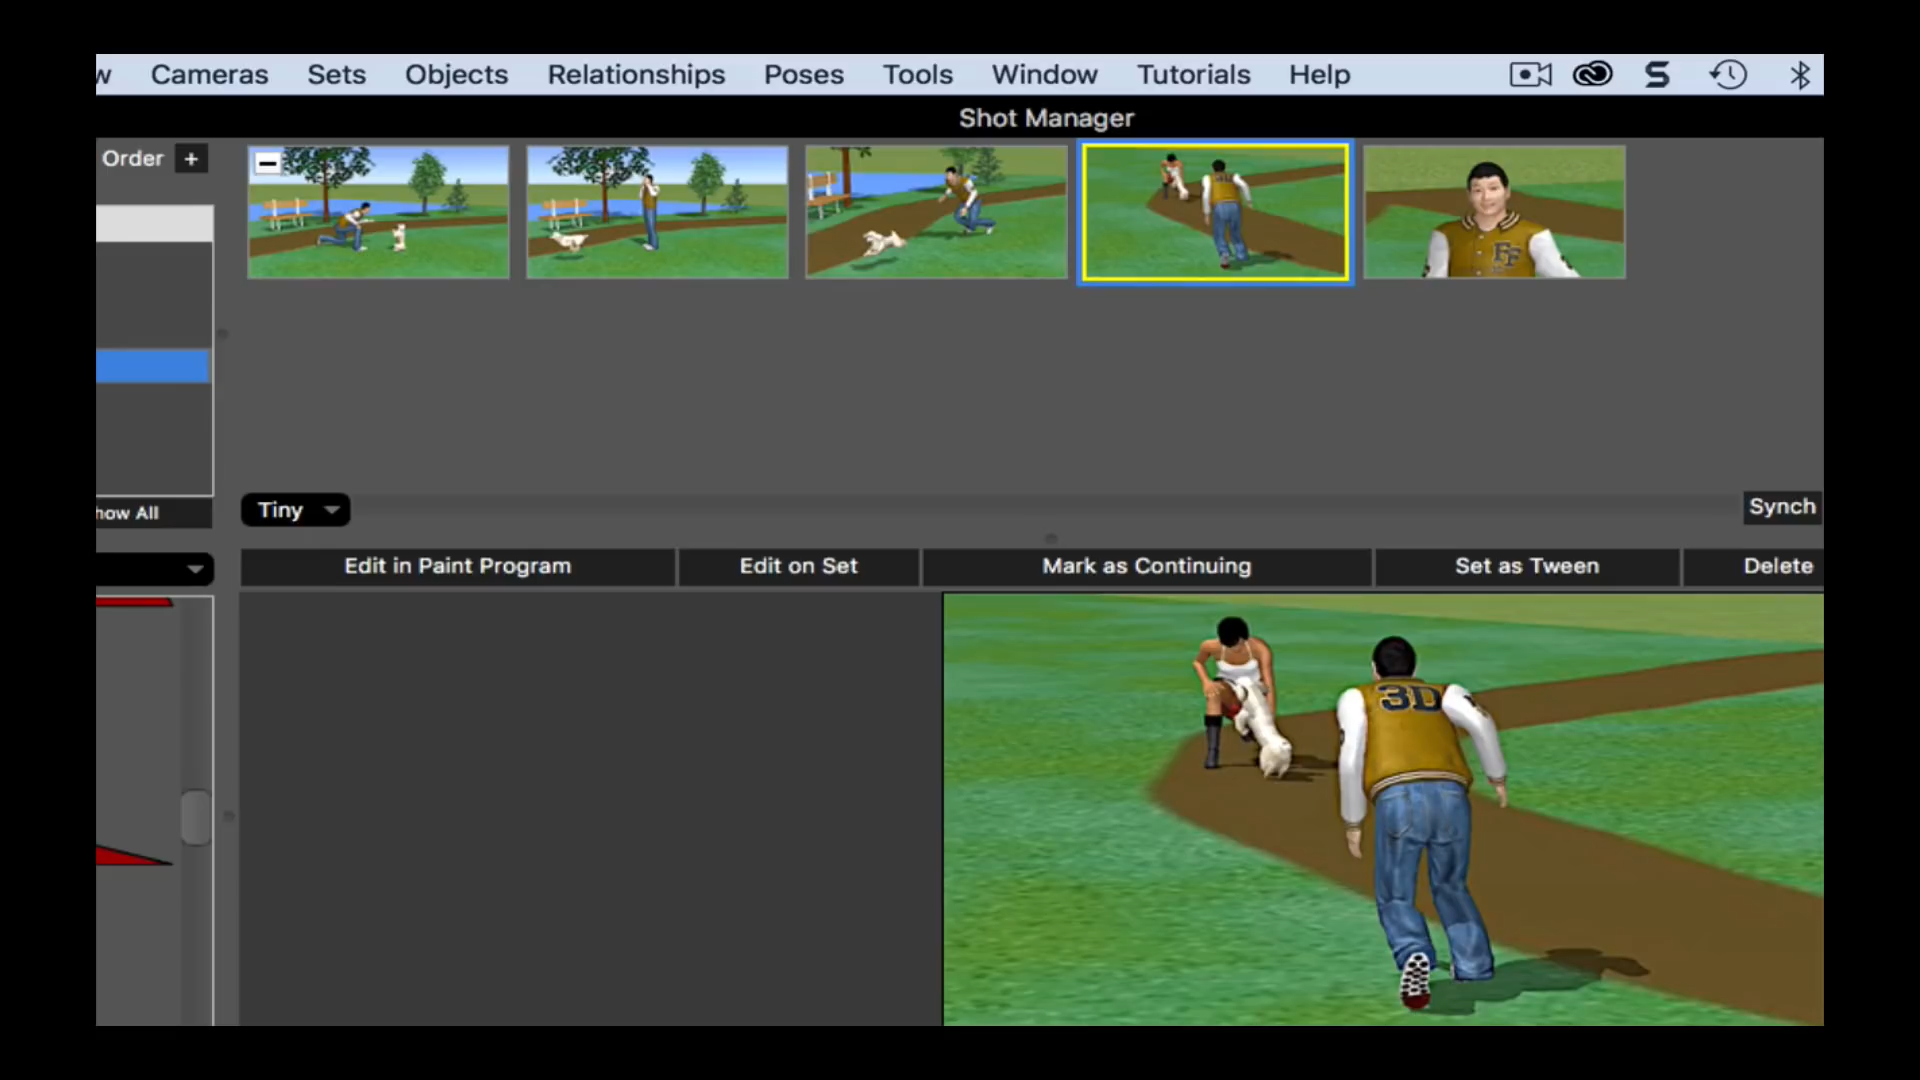 w Cameras Sets Objects Relationships Poses Tools Window Tutorials Help
Shot Manager
Order +
FF
Tiny
Synch
how All
Edit in Paint Program Edit on Set Mark as Continuing Set as Tween Delete
3D